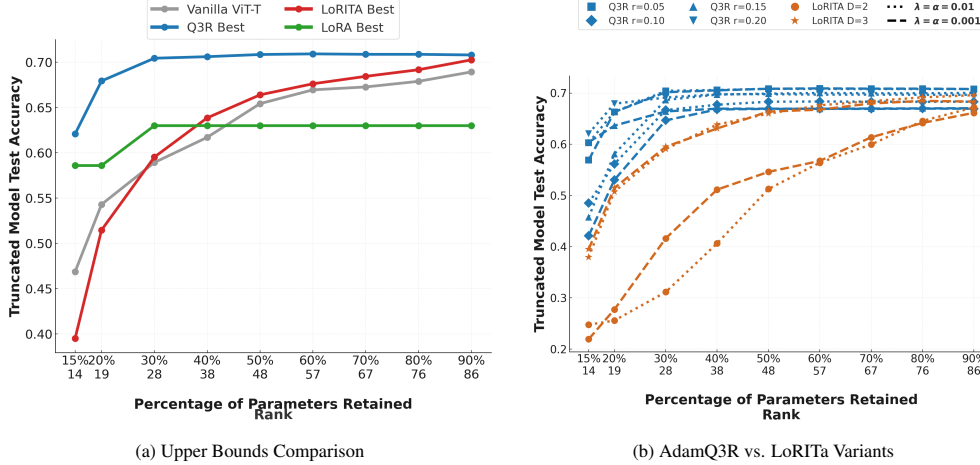 Vanilla ViT-T
LoRITA Best
Q3R Best
LoRA Best
Truncated Model Test Accuracy
0.70
0.65
0.60
0.55
0.50
0.45
0.40
15% 20% 30% 40% 50% 60% 70% 80% 90%
14 19 28 38 48 57 67 76 86
Percentage of Parameters Retained
Rank
(a) Upper Bounds Comparison
Q3R r=0.05 Q3R r=0.15 LoRITA D=2 λ = α = 0.01
Q3R r=0.10 Q3R r=0.20 LoRITA D=3 λ = α = 0.001
Truncated Model Test Accuracy
0.7
0.6
0.5
0.4
0.3
0.2
15% 20% 30% 40% 50% 60% 70% 80% 90%
14 19 28 38 48 57 67 76 86
Percentage of Parameters Retained
Rank
(b) AdamQ3R vs. LoRITa Variants